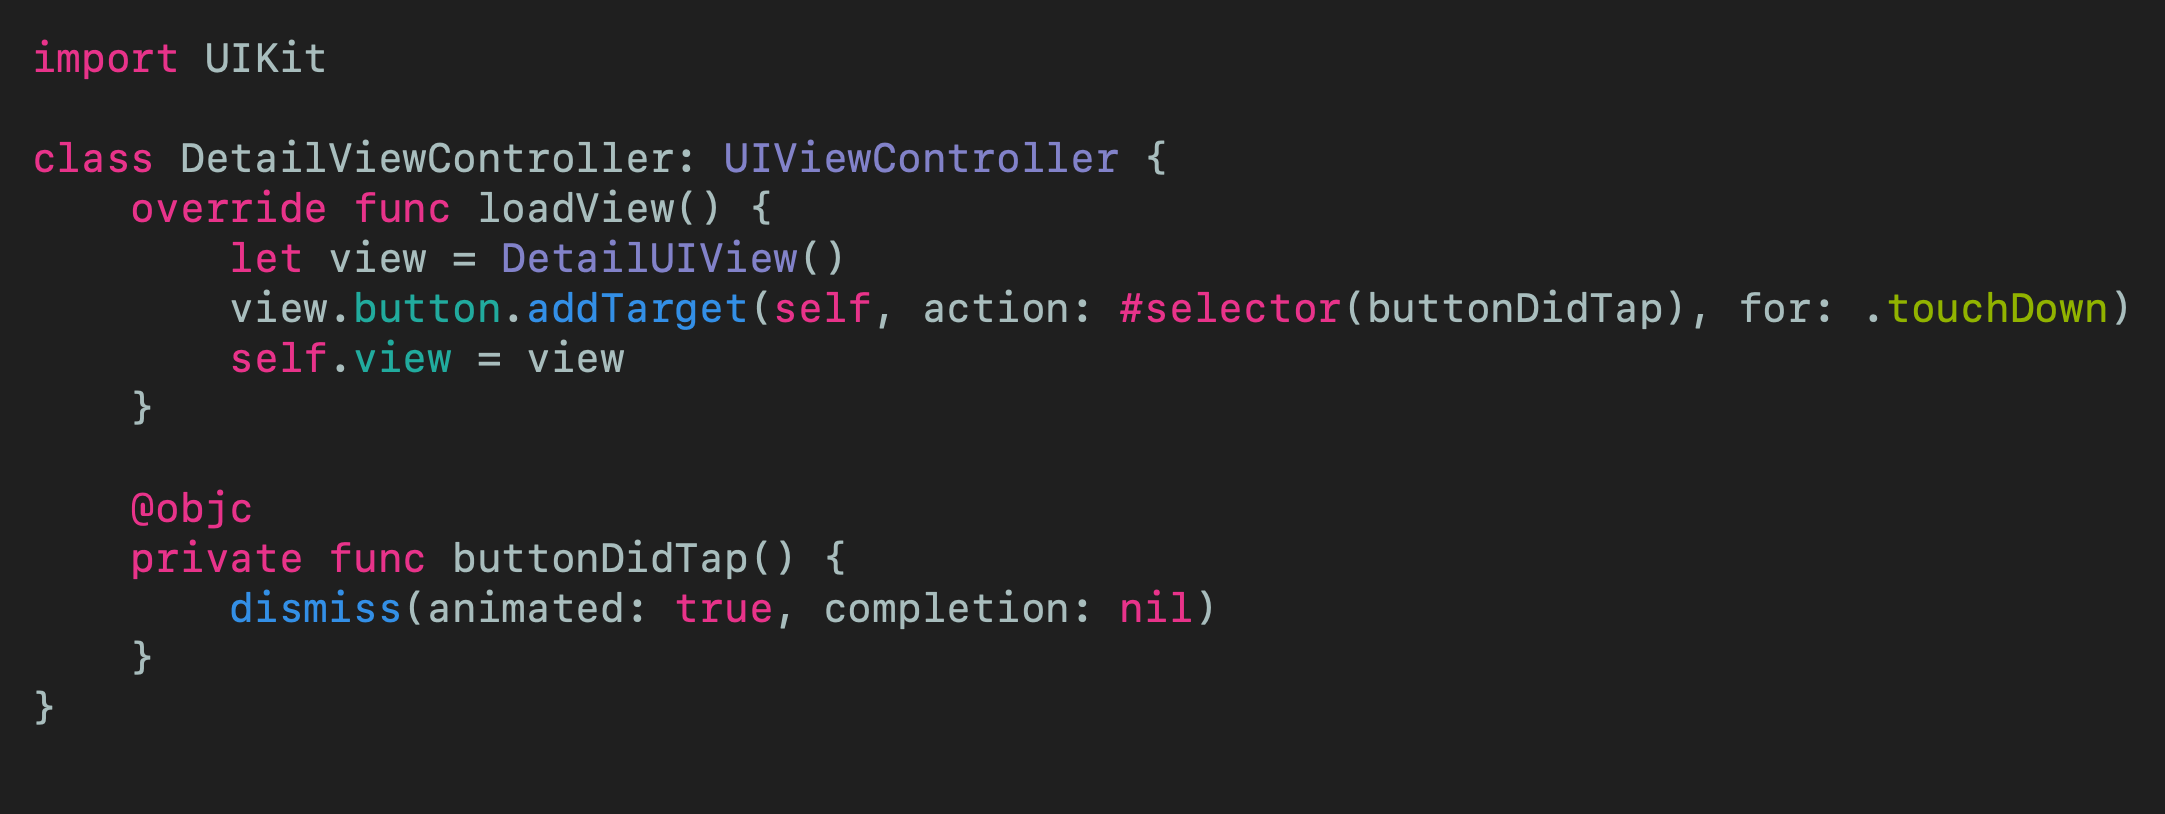 import UIKit

class DetailViewController: UIViewController {
    override func loadView() {
        let view = DetailUIView()
        view.button.addTarget(self, action: #selector(buttonDidTap), for: .touchDown)
        self.view = view
    }

    @objc
    private func buttonDidTap() {
        dismiss(animated: true, completion: nil)
    }
}